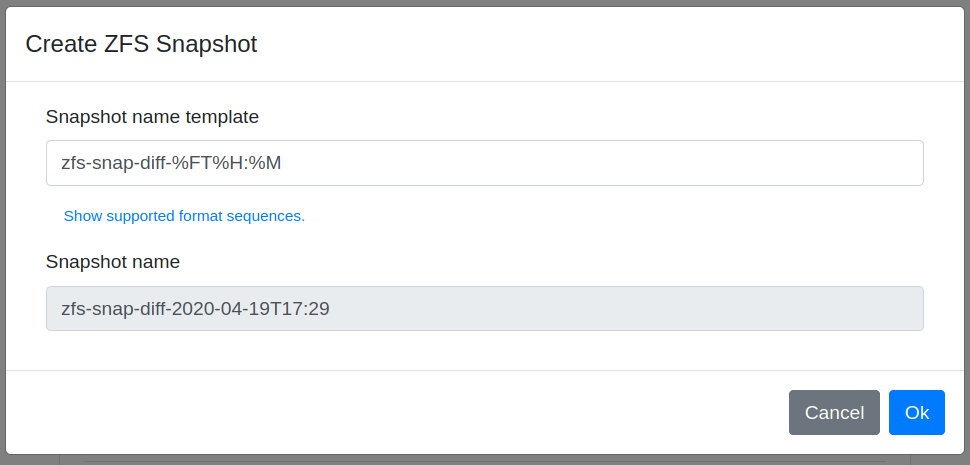 Create ZFS Snapshot
Snapshot name template
zfs-snap-diff-%FT%H:%M
Show supported format sequences.
Snapshot name
zfs-snap-diff-2020-04-19T17:29
Cancel Ok